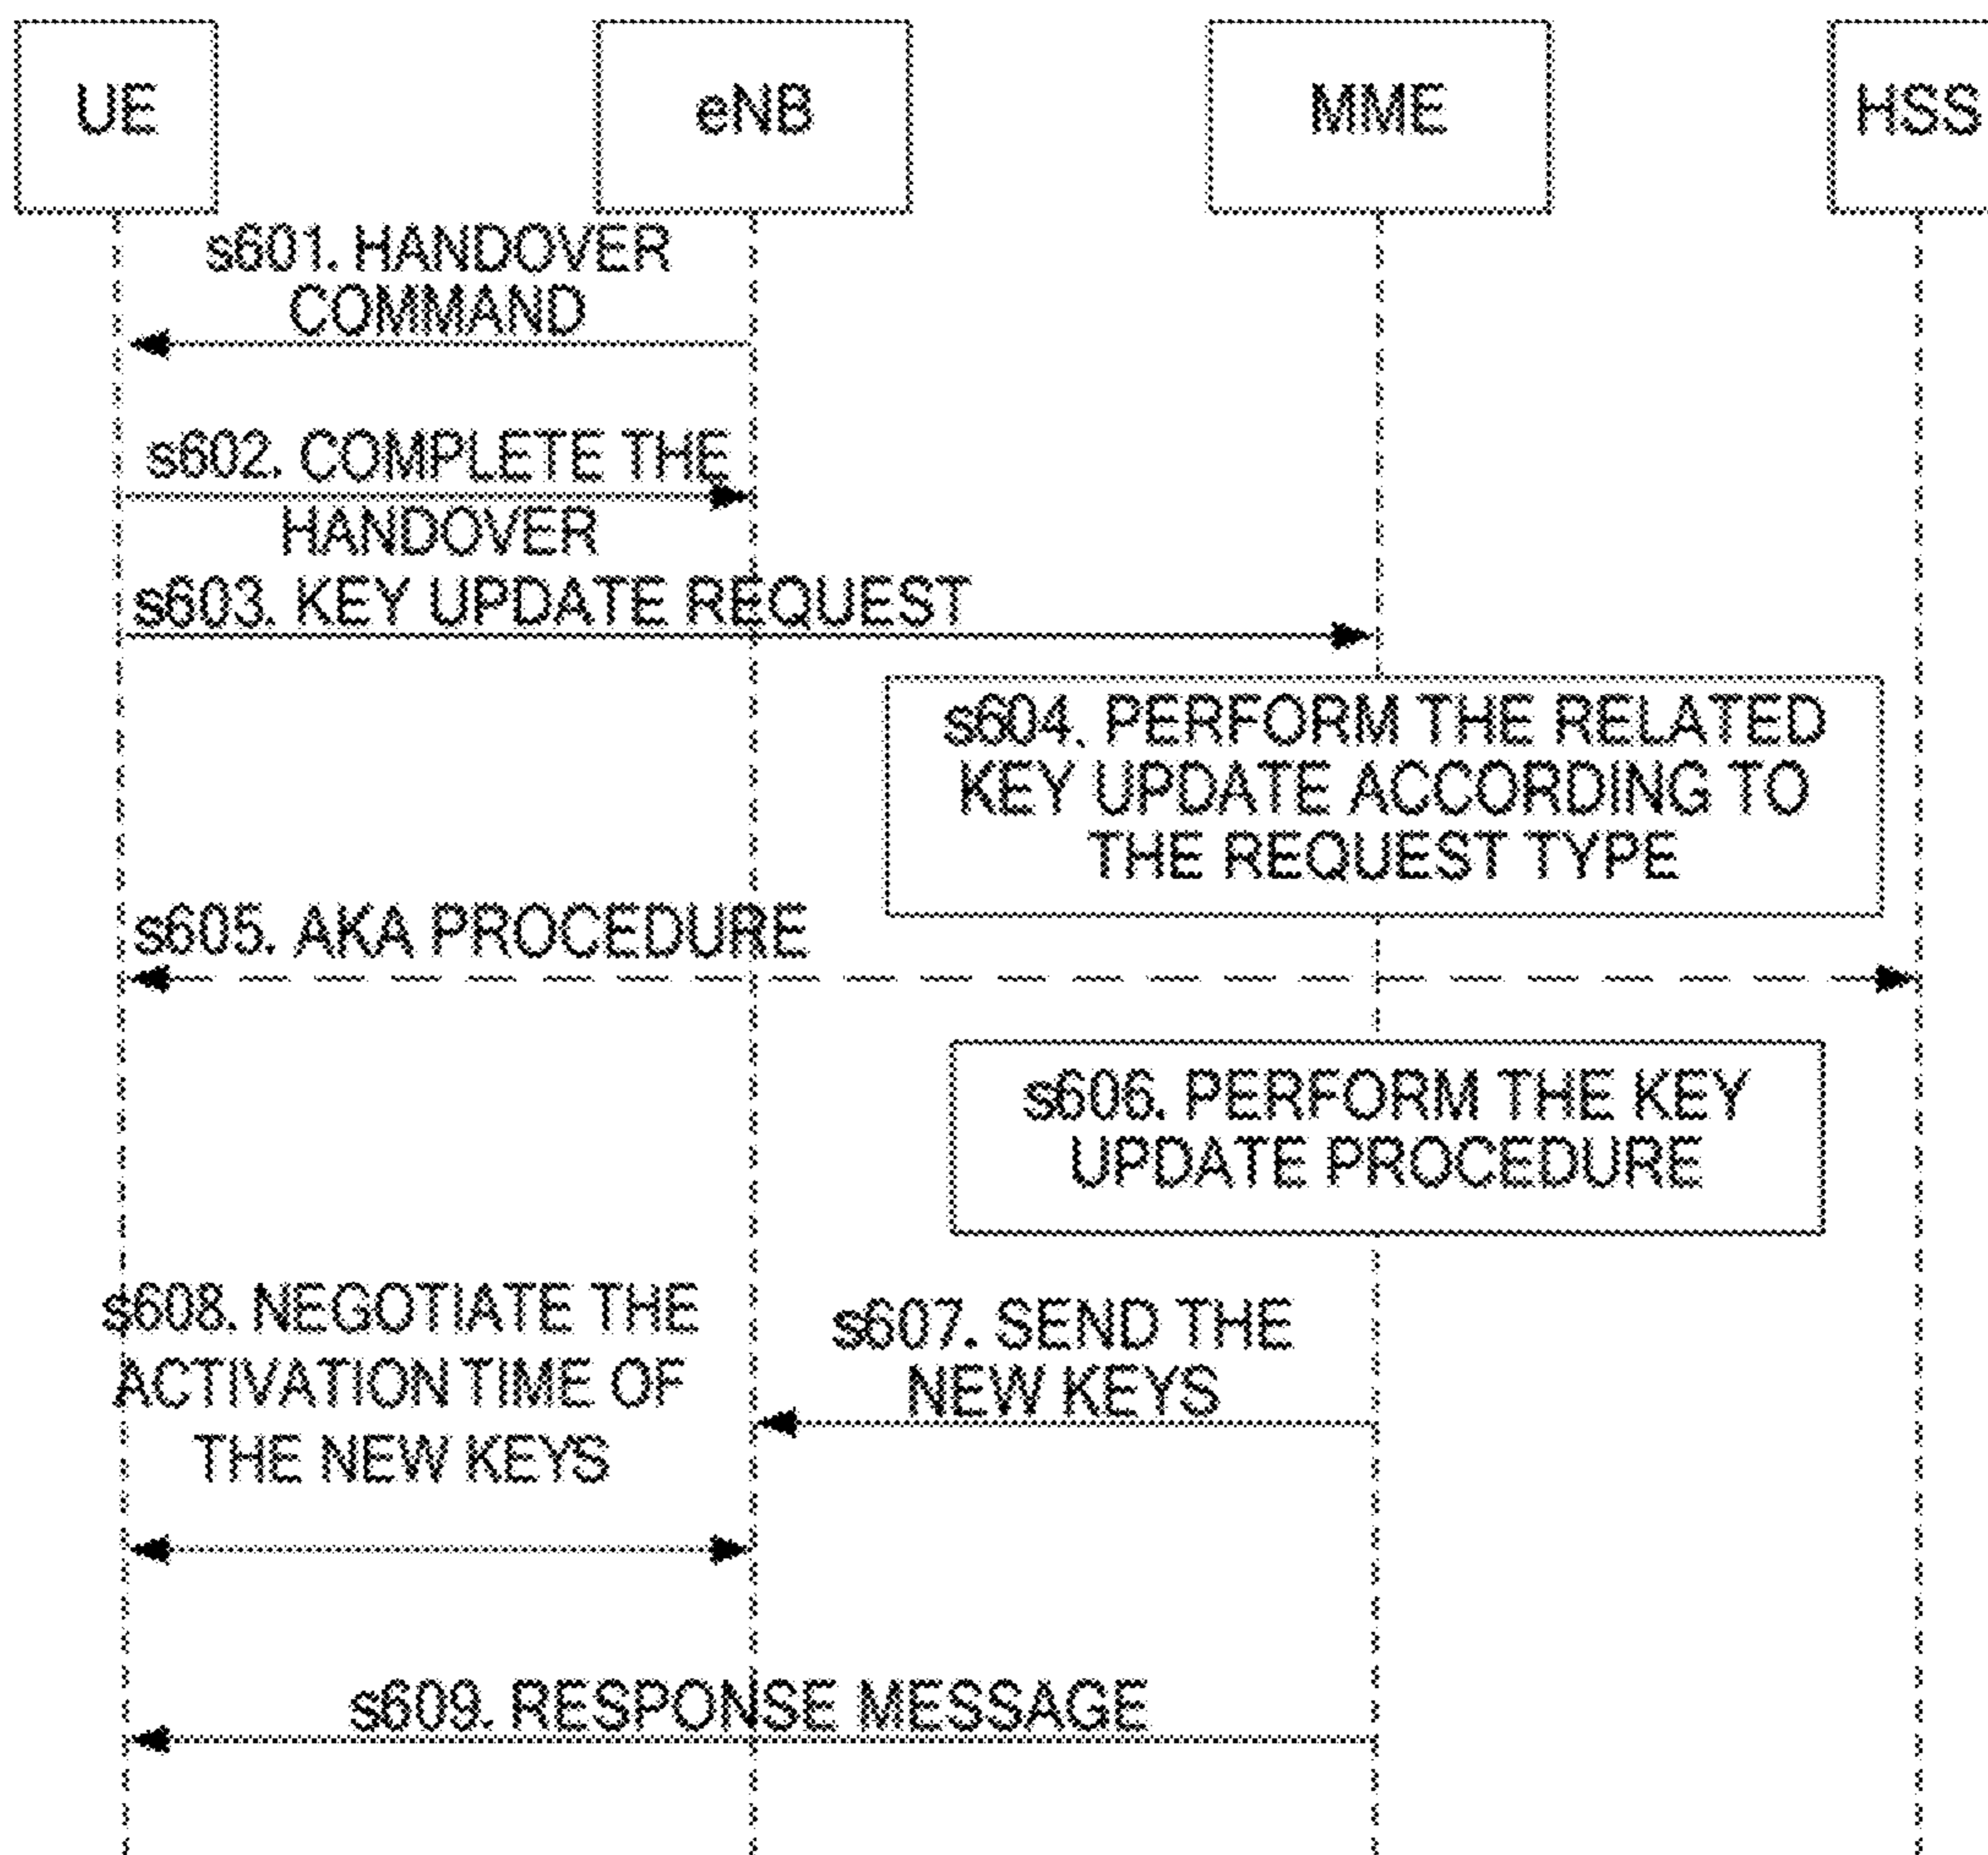 UE
eNB
MME
HSS
s601. HANDOVER
COMMAND
s602. COMPLETE THE
HANDOVER
s603. KEY UPDATE REQUEST
s604. PERFORM THE RELATED
KEY UPDATE ACCORDING TO
THE REQUEST TYPE
s605. AKA PROCEDURE
s606. PERFORM THE KEY
UPDATE PROCEDURE
s607. SEND THE
NEW KEYS
s608. NEGOTIATE THE
ACTIVATION TIME OF
THE NEW KEYS
s609. RESPONSE MESSAGE